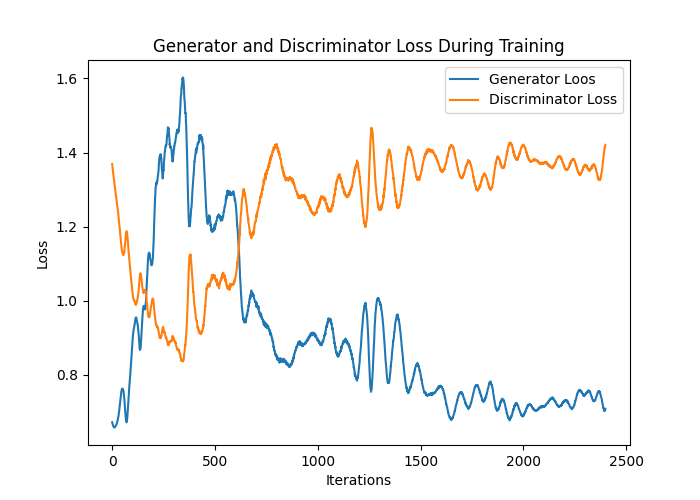 Generator and Discriminator Loss During Training
Generator Loos
Discriminator Loss
1.6
1.4
1.2
1.0
0.8
Loss
0
500
1000
1500
2000
2500
Iterations